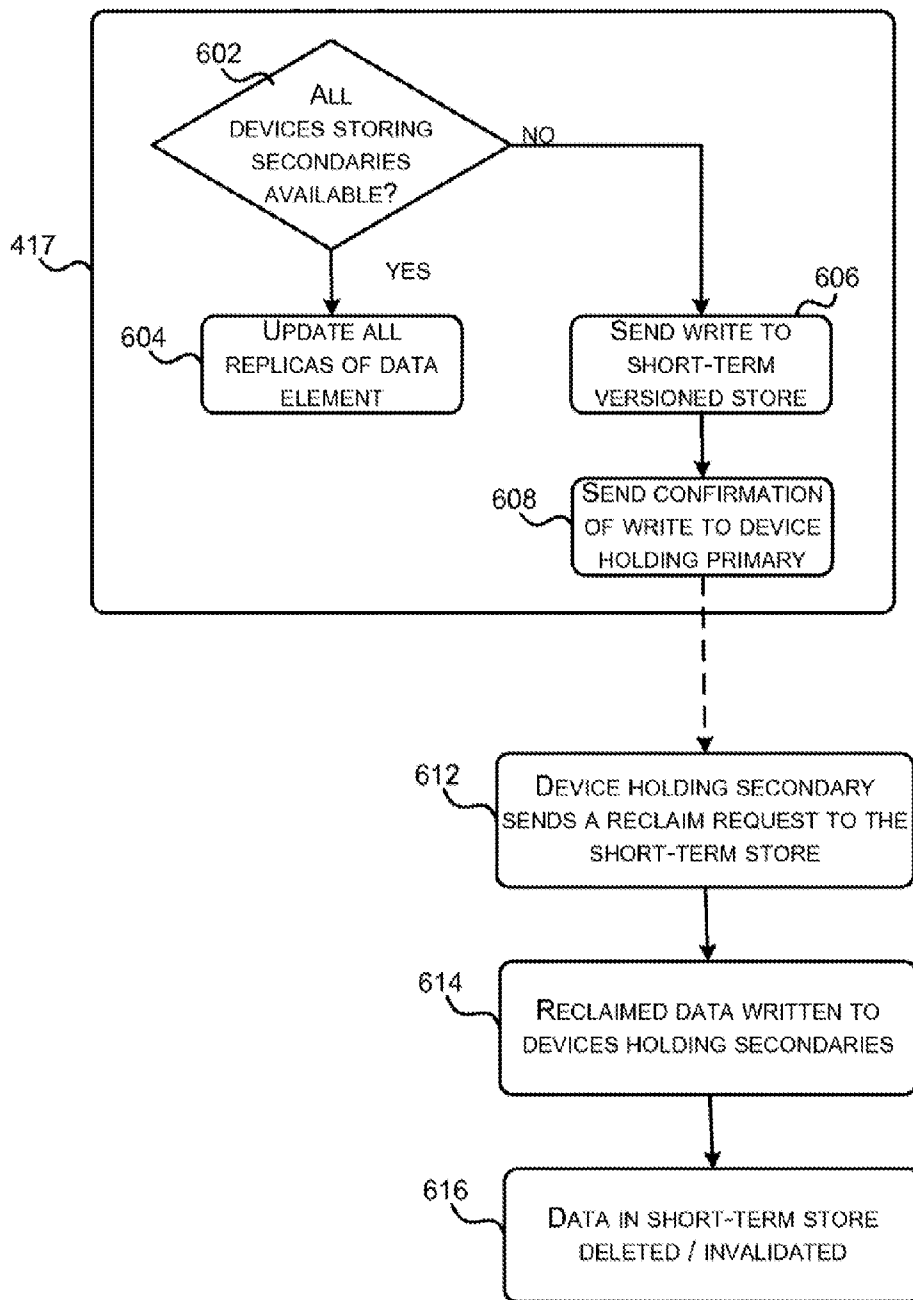 602
ALL
DEVICES STORING
SECONDARIES
AVAILABLE?
NO
417
YES
606
604
UPDATE ALL
REPLICAS OF DATA
ELEMENT
SEND WRITE TO
SHORT-TERM
VERSIONED STORE
608
SEND CONFIRMATION
OF WRITE TO DEVICE
HOLDING PRIMARY
612
DEVICE HOLDING SECONDARY
SENDS A RECLAIM REQUEST TO THE
SHORT-TERM STORE
614
RECLAIMED DATA WRITTEN TO
DEVICES HOLDING SECONDARIES
616
DATA IN SHORT-TERM STORE
DELETED / INVALIDATED